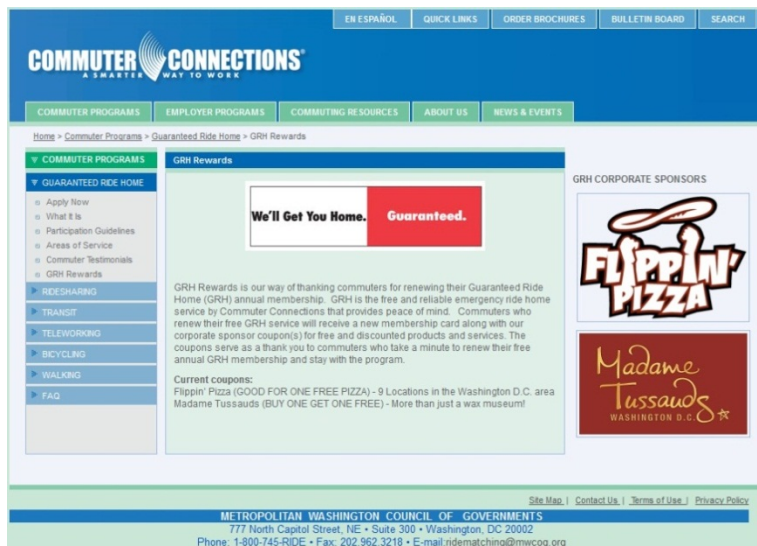 EN ESPAÑOL QUICK LINKS ORDER BROCHURES BULLETIN BOARD SEARCH
COMMUTER CONNECTIONS®
A SMARTER WAY TO WORK
COMMUTER PROGRAMS EMPLOYER PROGRAMS COMMUTING RESOURCES ABOUT US NEWS & EVENTS
Home > Commuter Programs > Guaranteed Ride Home > GRH Rewards
COMMUTER PROGRAMS
GUARANTEED RIDE HOME
Apply Now
What It Is
Participation Guidelines
Areas of Service
Commuter Testimonials
GRH Rewards
RIDESHARING
TRANSIT
TELEWORKING
BICYCLING
WALKING
FAQ
GRH Rewards
We'll Get You Home. Guaranteed.
GRH Rewards is our way of thanking commuters for renewing their Guaranteed Ride
Home (GRH) annual membership. GRH is the free and reliable emergency ride home
service by Commuter Connections that provides peace of mind. Commuters who
renew their free GRH service will receive a new membership card along with our
corporate sponsor coupon(s) for free and discounted products and services. The
coupons serve as a thank you to commuters who take a minute to renew their free
annual GRH membership and stay with the program.
Current coupons:
Flippin' Pizza (GOOD FOR ONE FREE PIZZA) - 9 Locations in the Washington D.C. area
Madame Tussauds (BUY ONE GET ONE FREE) - More than just a wax museum!
GRH CORPORATE SPONSORS
FLIPPIN'
PIZZA
Madame
Tussauds
WASHINGTON D.C.
Site Map | Contact Us | Terms of Use | Privacy Policy
METROPOLITAN WASHINGTON COUNCIL OF GOVERNMENTS
777 North Capitol Street, NE • Suite 300 • Washington, DC 20002
Phone: 1-800-745-RIDE • Fax: 202.962.3218 • E-mail:ridematching@mwcog.org